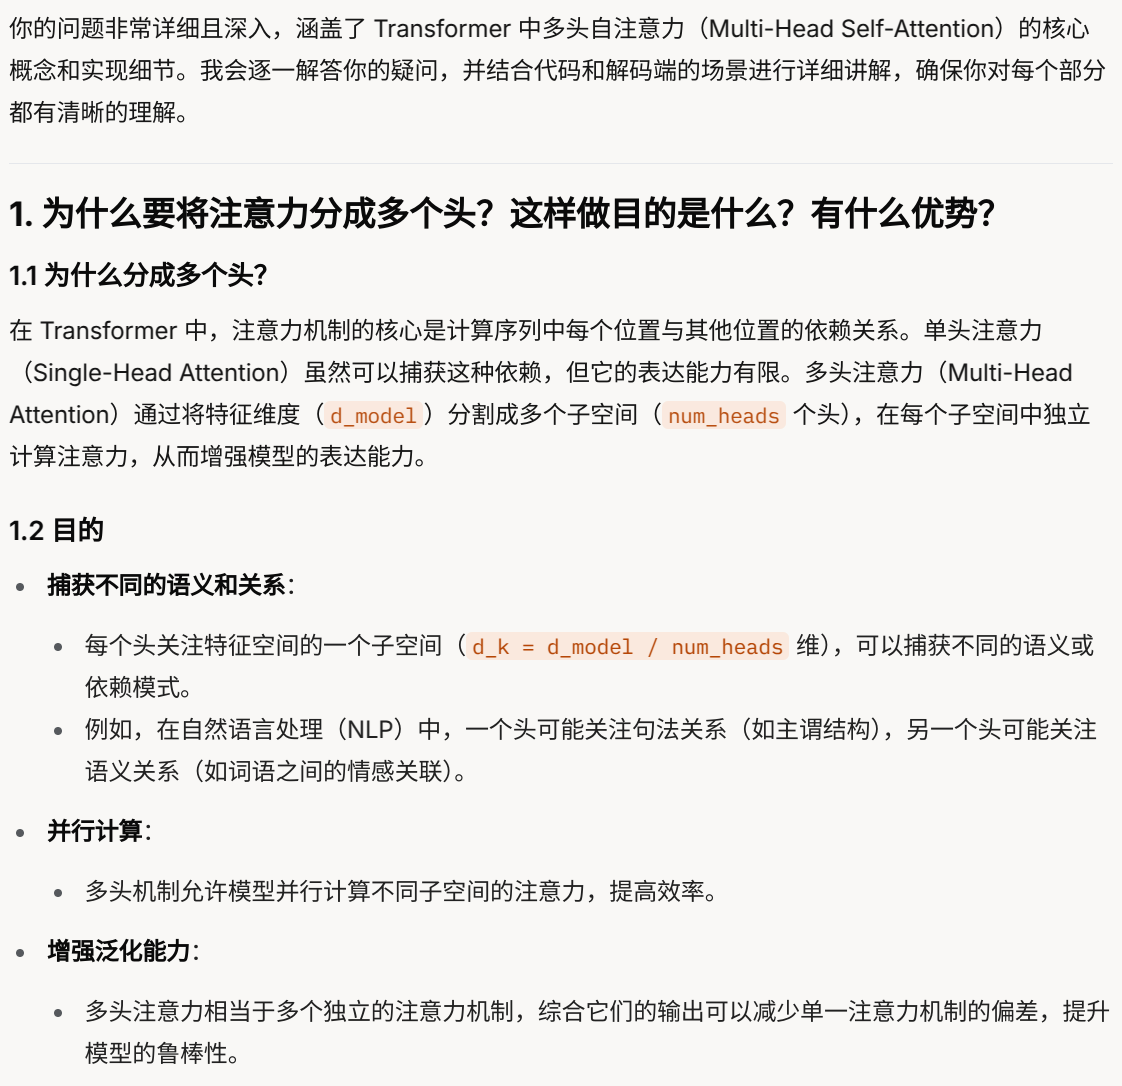 你的问题非常详细且深入，涵盖了 Transformer 中多头自注意力（Multi-Head Self-Attention）的核心
概念和实现细节。我会逐一解答你的疑问，并结合代码和解码端的场景进行详细讲解，确保你对每个部分
都有清晰的理解。
1. 为什么要将注意力分成多个头？这样做目的是什么？有什么优势？
1.1 为什么分成多个头？
在 Transformer 中，注意力机制的核心是计算序列中每个位置与其他位置的依赖关系。单头注意力
（Single-Head Attention）虽然可以捕获这种依赖，但它的表达能力有限。多头注意力（Multi-Head
Attention）通过将特征维度（d_model）分割成多个子空间（num_heads 个头），在每个子空间中独立
计算注意力，从而增强模型的表达能力。
1.2 目的
• 捕获不同的语义和关系：
• 每个头关注特征空间的一个子空间（d_k = d_model / num_heads 维），可以捕获不同的语义或
依赖模式。
• 例如，在自然语言处理（NLP）中，一个头可能关注句法关系（如主谓结构），另一个头可能关注
语义关系（如词语之间的情感关联）。
• 并行计算：
• 多头机制允许模型并行计算不同子空间的注意力，提高效率。
• 增强泛化能力：
• 多头注意力相当于多个独立的注意力机制，综合它们的输出可以减少单一注意力机制的偏差，提升
模型的鲁棒性。